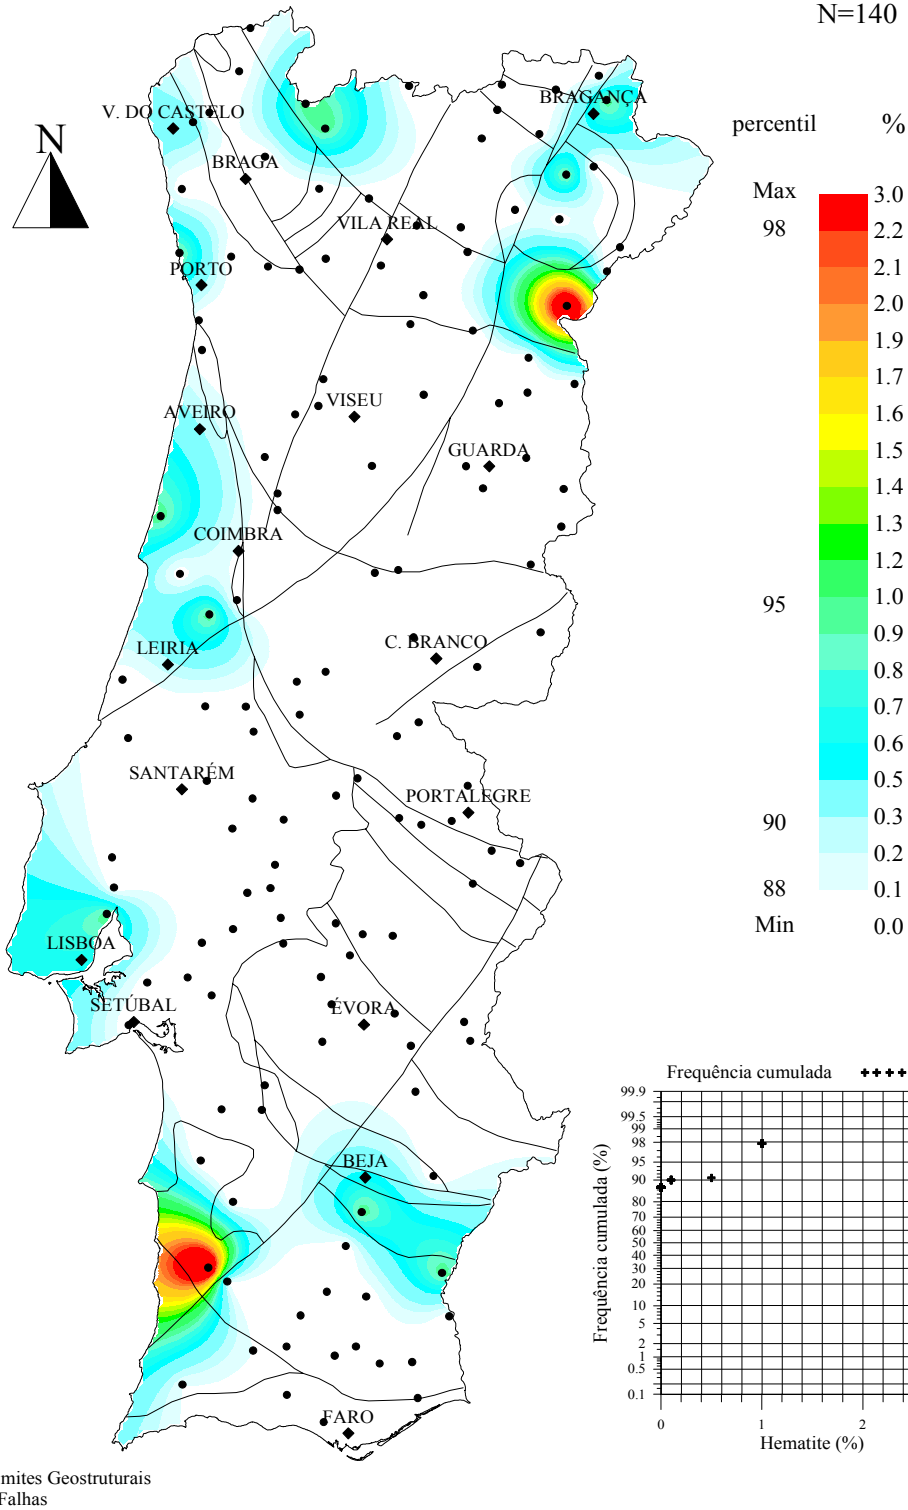 N=140
N
V. DO CASTELO
BRAGANÇA
BRAGA
VILA REAL
PORTO
AVEIRO
VISEU
GUARDA
COIMBRA
LEIRIA
C. BRANCO
SANTARÉM
PORTALEGRE
LISBOA
SETÚBAL
ÉVORA
BEJA
FARO
percentil %
Max 3.0
98 2.2
2.1
2.0
1.9
1.7
1.6
1.5
1.4
1.3
1.2
95 1.0
0.9
0.8
0.7
0.6
0.5
90 0.3
0.2
88 0.1
Min 0.0
Frequência cumulada
Frequência cumulada (%)
99.9
99.5
99
98
95
90
80
70
60
50
40
30
20
10
5
2
1
0.5
0.1
0 1 2
Hematite (%)
mites Geostruturais
Falhas